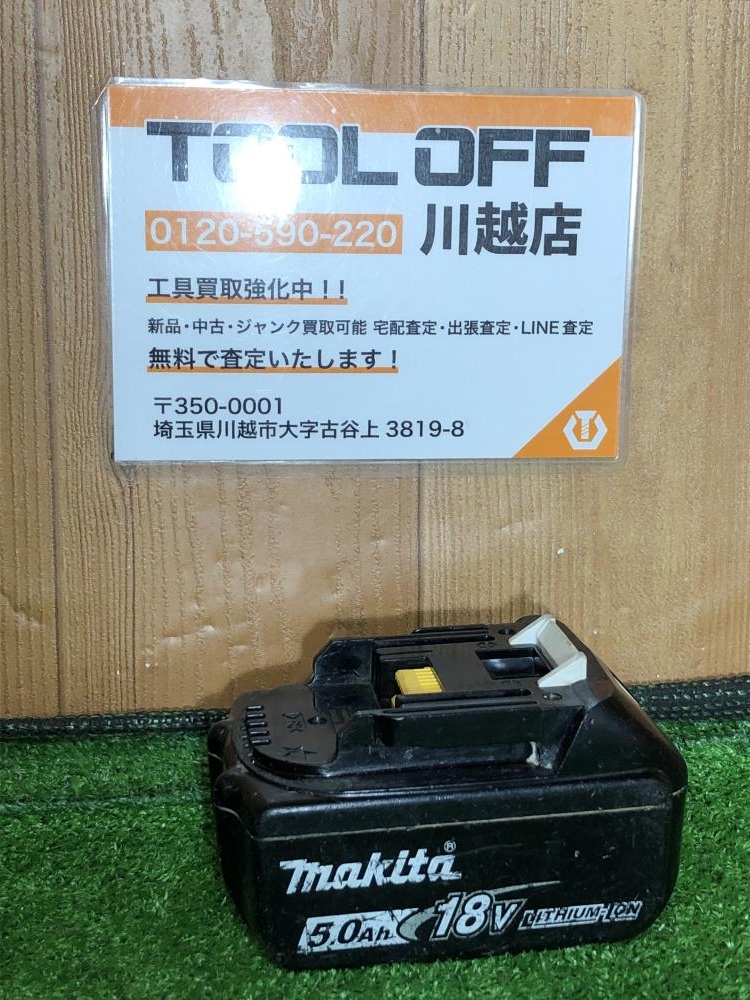 TOOL OFF
0120-590-220 川越店
工具買取強化中！！
新品・中古・ジャンク買取可能 宅配査定・出張査定・LINE査定
無料で査定いたします！
〒350-0001
埼玉県川越市大字古谷上 3819-8
makita®
5.0Ah 18V LITHIUM-ION